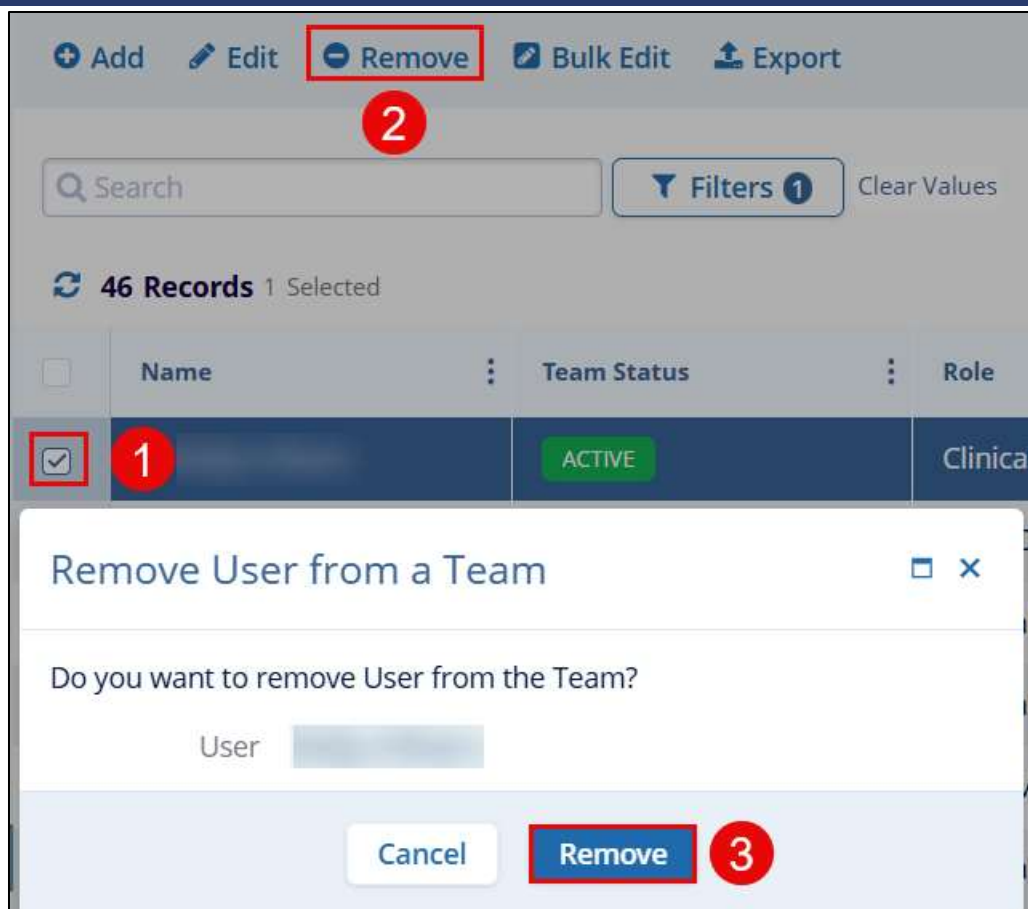 Add Edit Remove Bulk Edit Export
2
Search Filters 1 Clear Values
46 Records 1 Selected
Name Team Status Role
1 ACTIVE Clinica
Remove User from a Team
Do you want to remove User from the Team?
User
Cancel Remove 3